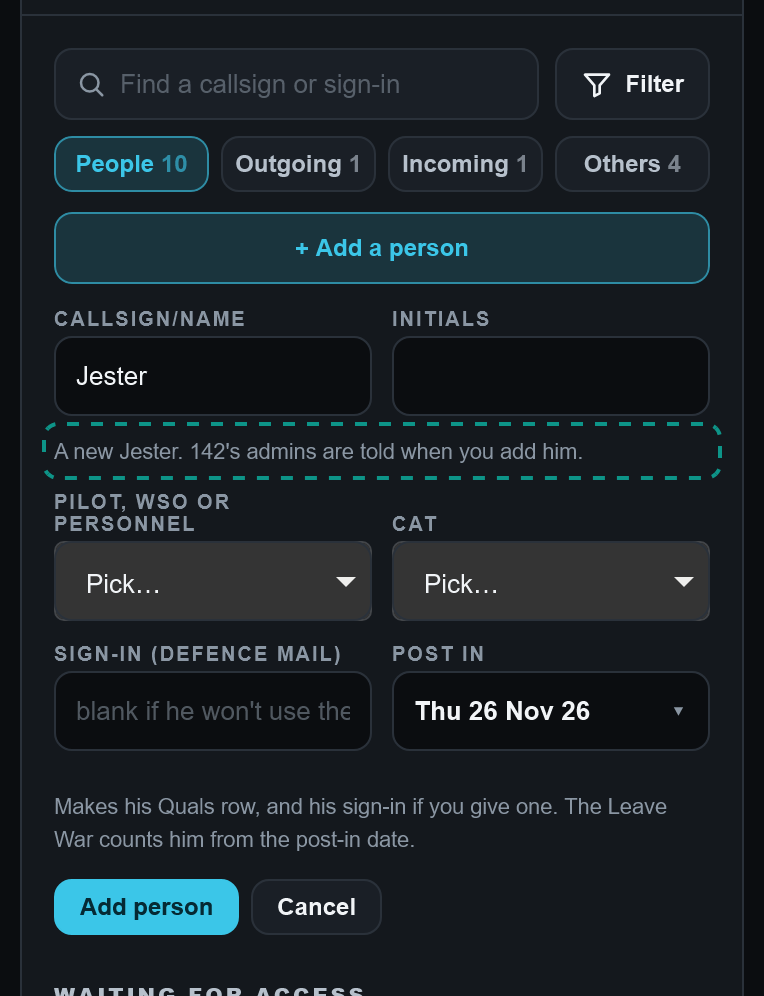 Find a callsign or sign-in
Filter
People 10
Outgoing 1
Incoming 1
Others 4
+ Add a person
CALLSIGN/NAME
INITIALS
Jester
A new Jester. 142's admins are told when you add him.
PILOT, WSO OR
PERSONNEL
CAT
Pick…
Pick…
SIGN-IN (DEFENCE MAIL)
POST IN
blank if he won't use the
Thu 26 Nov 26
Makes his Quals row, and his sign-in if you give one. The Leave
War counts him from the post-in date.
Add person
Cancel
WAITING FOR ACCESS